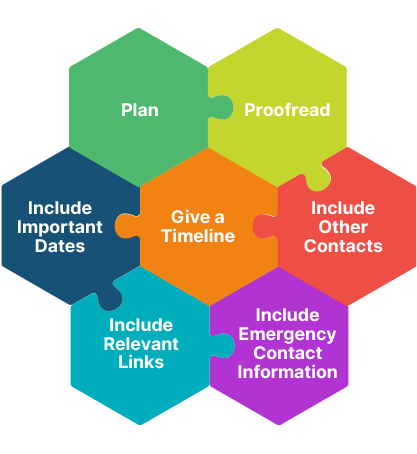 Plan
Proofread
Include
Important
Dates
Give a
Timeline
Include
Other
Contacts
Include
Relevant
Links
Include
Emergency
Contact
Information